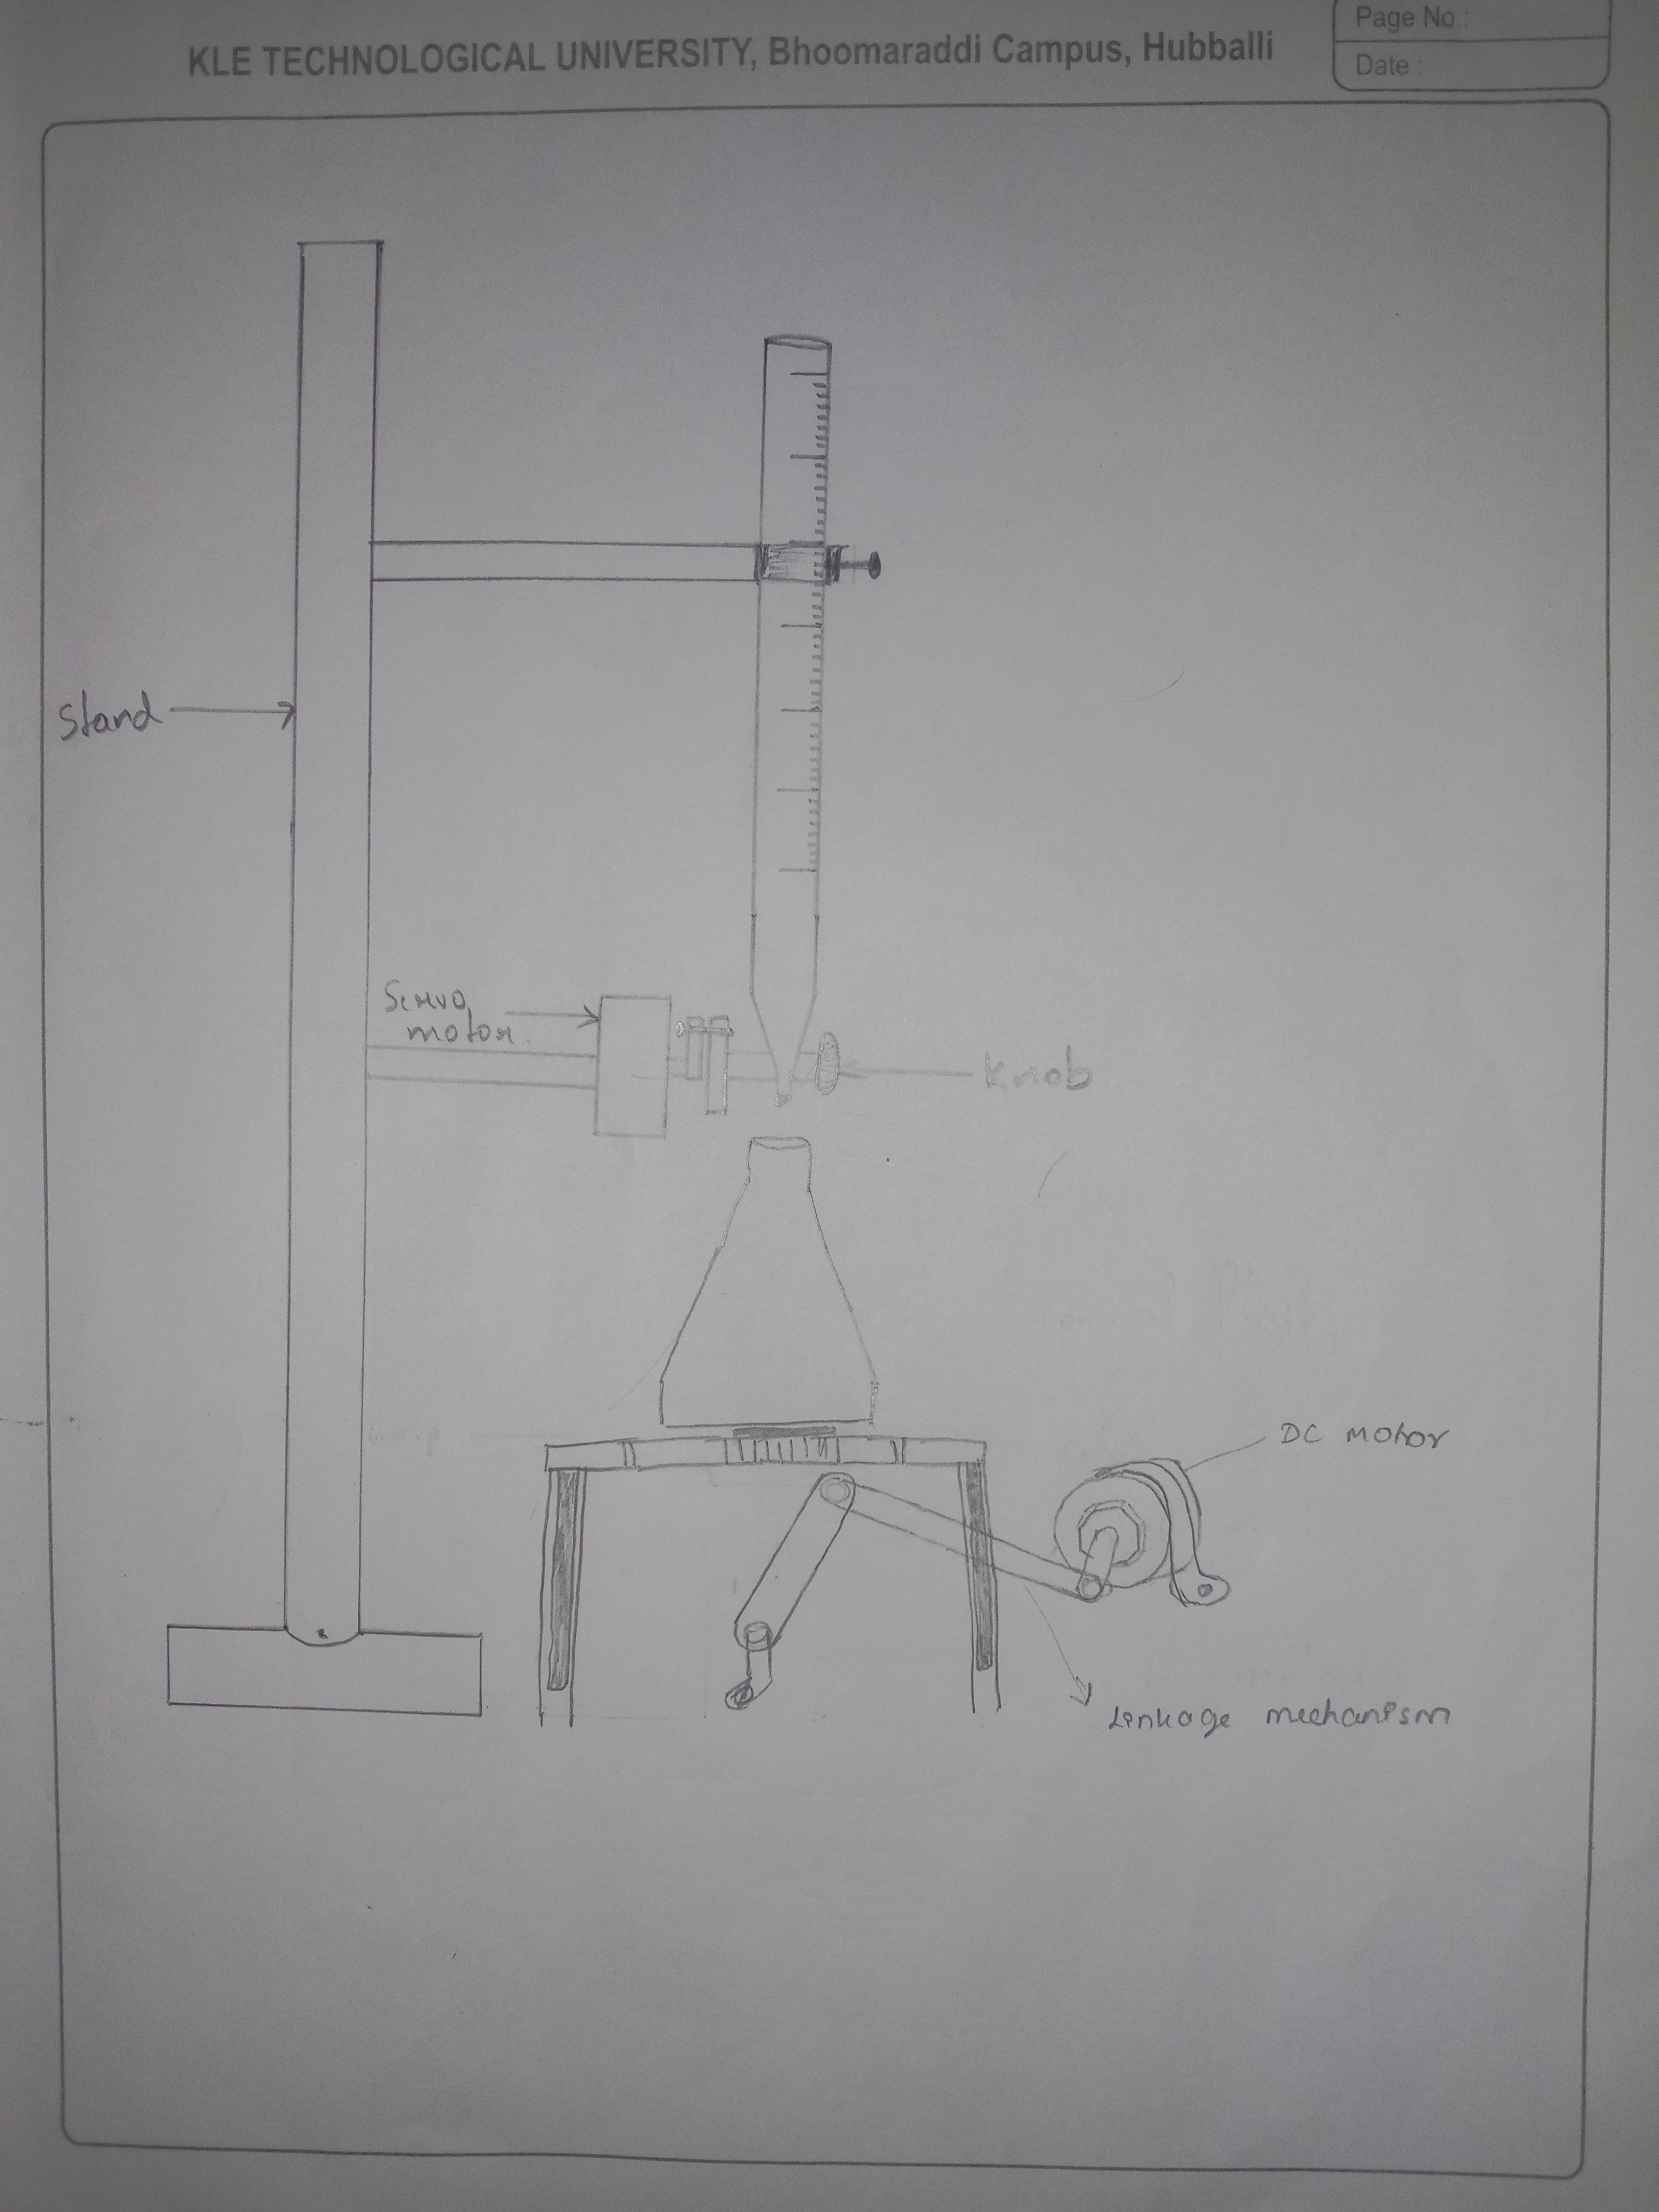 KLE TECHNOLOGICAL UNIVERSITY, Bhoomaraddi Campus, Hubballi
Page No.:
Date :
Stand
Servo
motor.
Knob
DC motor
Linkage mechanism